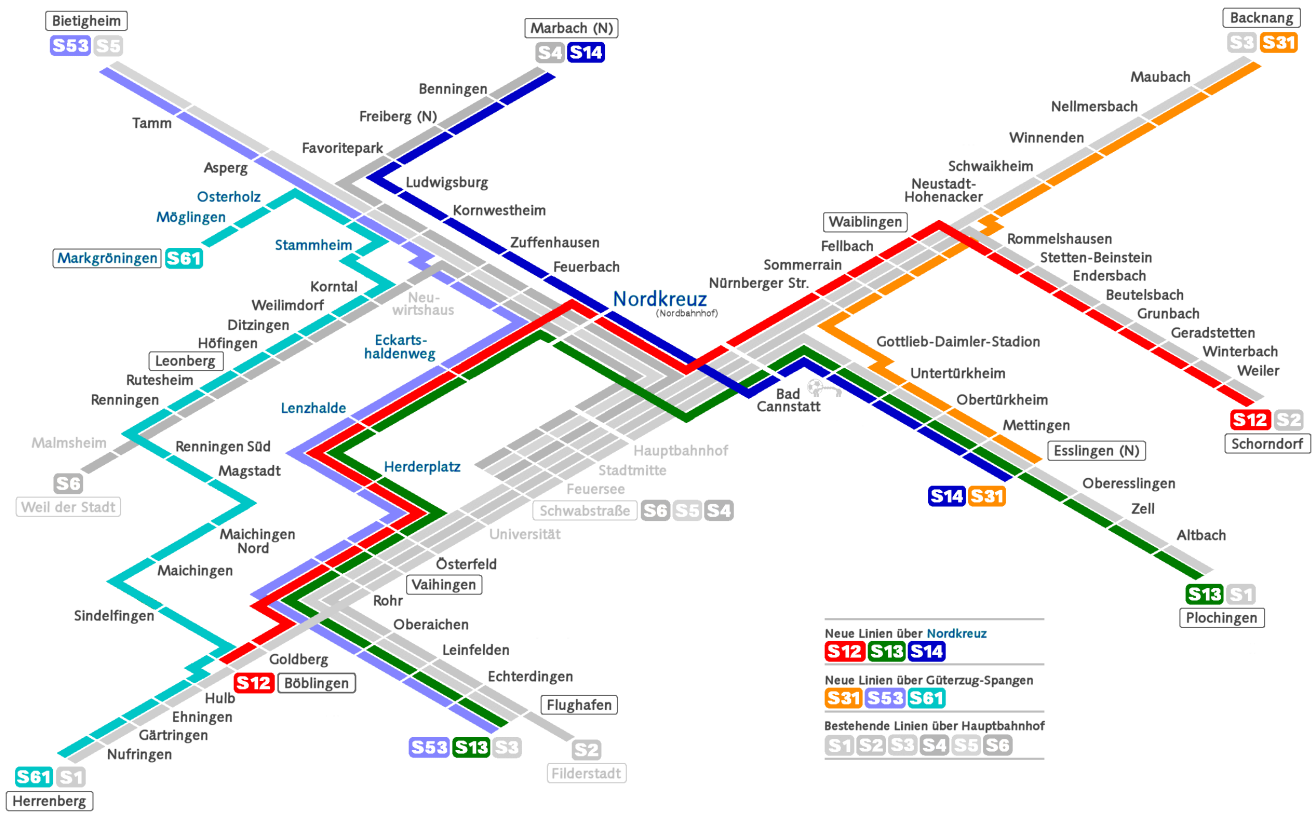 Bietigheim
S53 S5
Marbach (N)
S4 S14
Backnang
S3 S31
Tamm
Asperg
Osterholz
Möglingen
Markgröningen S61
Stammheim
Benningen
Freiberg (N)
Favoritepark
Ludwigsburg
Kornwestheim
Zuffenhausen
Feuerbach
Nordkreuz
(Nordbahnhof)
Maubach
Nellmersbach
Winnenden
Schwaikheim
Neustadt-
Hohenacker
Waiblingen
Fellbach
Sommerrain
Nürnberger Str.
Rommelshausen
Stetten-Beinstein
Endersbach
Beutelsbach
Grunbach
Geradstetten
Winterbach
Weiler
S12 S2
Schorndorf
Korntal
Weilimdorf
Ditzingen
Höfingen
Leonberg
Rutesheim
Renningen
Malmsheim
S6
Weil der Stadt
Neu-
wirtshaus
Eckarts-
haldenweg
Lenzhalde
Herderplatz
Renningen Süd
Magstadt
Maichingen
Nord
Maichingen
Sindelfingen
Gottlieb-Daimler-Stadion
Untertürkheim
Obertürkheim
Mettingen
Esslingen (N)
S14 S31
Oberesslingen
Zell
Altbach
S13 S1
Plochingen
Bad
Cannstatt
Hauptbahnhof
Stadtmitte
Feuersee
Schwabstraße S6 S5 S4
Universität
Österfeld
Vaihingen
Rohr
Oberaichen
Leinfelden
Echterdingen
Flughafen
S53 S13 S3
S2
Filderstadt
Goldberg
S12 Böblingen
Hulb
Ehningen
Gärtringen
Nufringen
S61 S1
Herrenberg
Neue Linien über Nordkreuz
S12 S13 S14
Neue Linien über Güterzug-Spangen
S31 S53 S61
Bestehende Linien über Hauptbahnhof
S1 S2 S3 S4 S5 S6